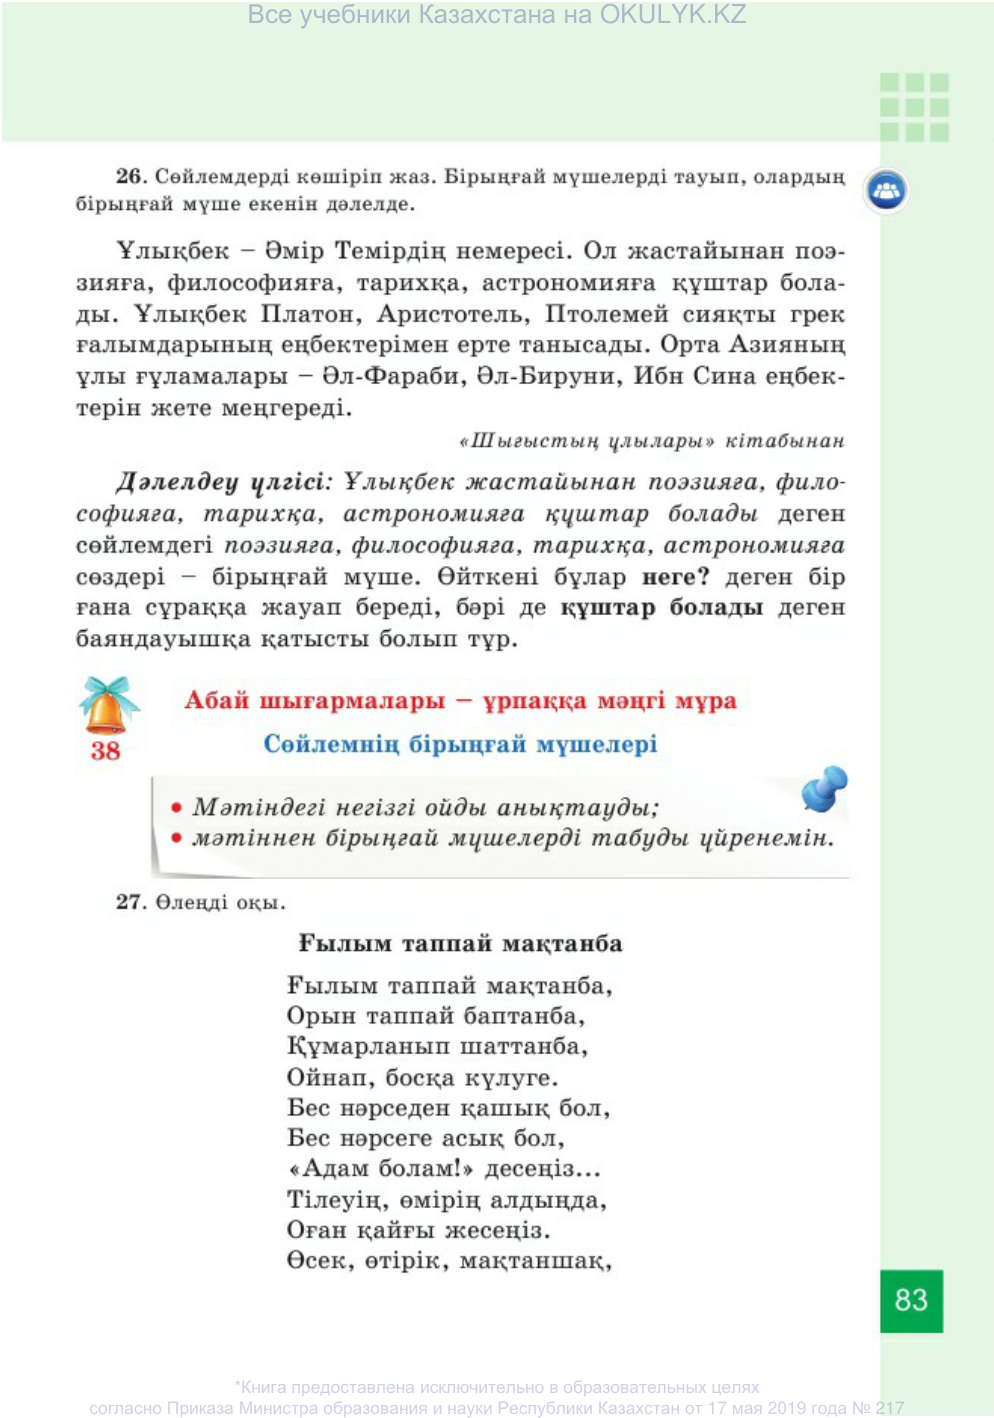 Все учебники Казахстана на OKULYK.KZ
26. Сөйлемдерді көшіріп жаз. Бірыңғай мүшелерді тауып, олардың
бірыңғай мүше екенін дәлелде.
Ұлықбек – Әмір Темірдің немересі. Ол жастайынан поэ-
зияға, философияға, тарихқа, астрономияға құштар бола-
ды. Ұлықбек Платон, Аристотель, Птолемей сияқты грек
ғалымдарының еңбектерімен ерте танысады. Орта Азияның
ұлы ғұламалары – Әл-Фараби, Әл-Бируни, Ибн Сина еңбек-
терін жете меңгереді.
«Шығыстың ұлылары» кітабынан
Дәлелдеу үлгісі: Ұлықбек жастайынан поэзияға, фило-
софияға, тарихқа, астрономияға құштар болады деген
сөйлемдегі поэзияға, философияға, тарихқа, астрономияға
сөздері – бірыңғай мүше. Өйткені бұлар неге? деген бір
ғана сұраққа жауап береді, бәрі де құштар болады деген
баяндауышқа қатысты болып тұр.
38
Абай шығармалары – ұрпаққа мәңгі мұра
Сөйлемнің бірыңғай мүшелері
• Мәтіндегі негізгі ойды анықтауды;
• мәтіннен бірыңғай мүшелерді табуды үйренемін.
27. Өлеңді оқы.
Ғылым таппай мақтанба
Ғылым таппай мақтанба,
Орын таппай баптанба,
Құмарланып шаттанба,
Ойнап, босқа күлуге.
Бес нәрседен қашық бол,
Бес нәрсеге асық бол,
«Адам болам!» десеңіз...
Тілеуің, өмірің алдыңда,
Оған қайғы жесеңіз.
Өсек, өтірік, мақтаншақ,
83
*Книга предоставлена исключительно в образовательных целях
согласно Приказа Министра образования и науки Республики Казахстан от 17 мая 2019 года № 217